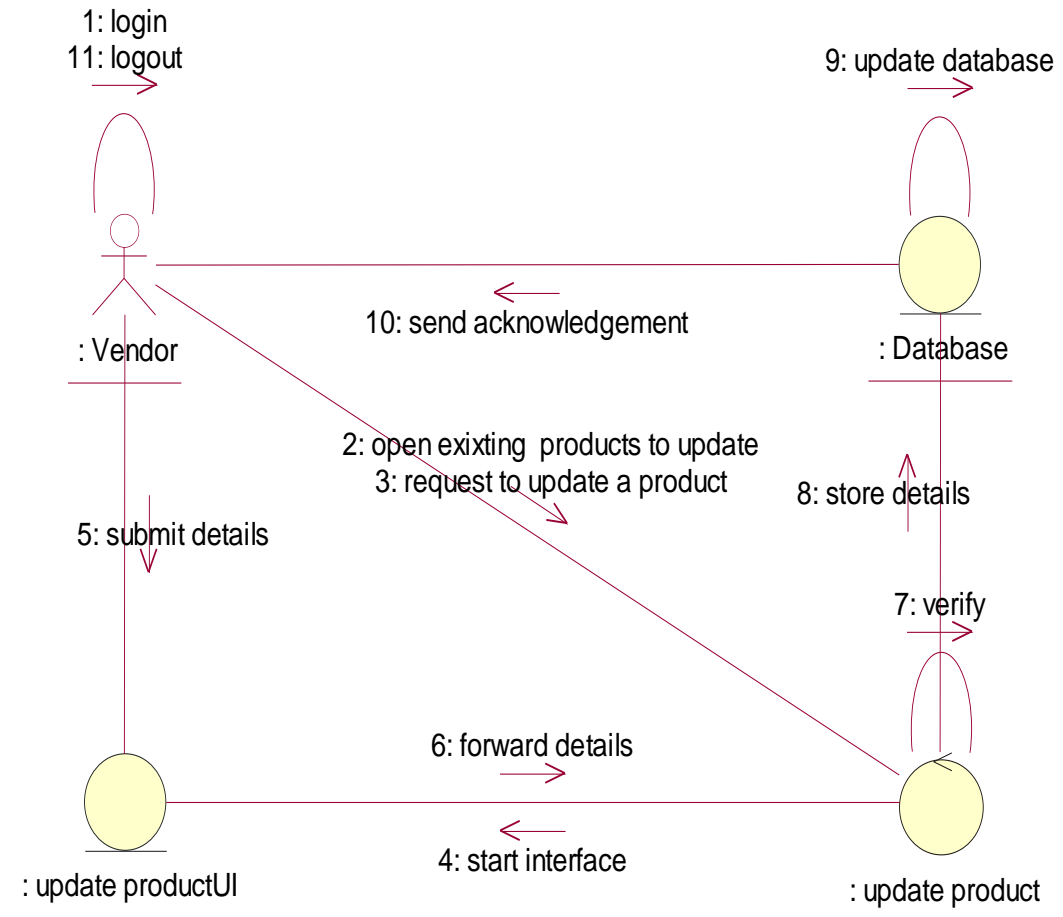 1: login
11: logout
9: update database
10: send acknowledgement
: Vendor
: Database
2: open exixting products to update
3: request to update a product
8: store details
5: submit details
7: verify
6: forward details
4: start interface
: update productUI
: update product